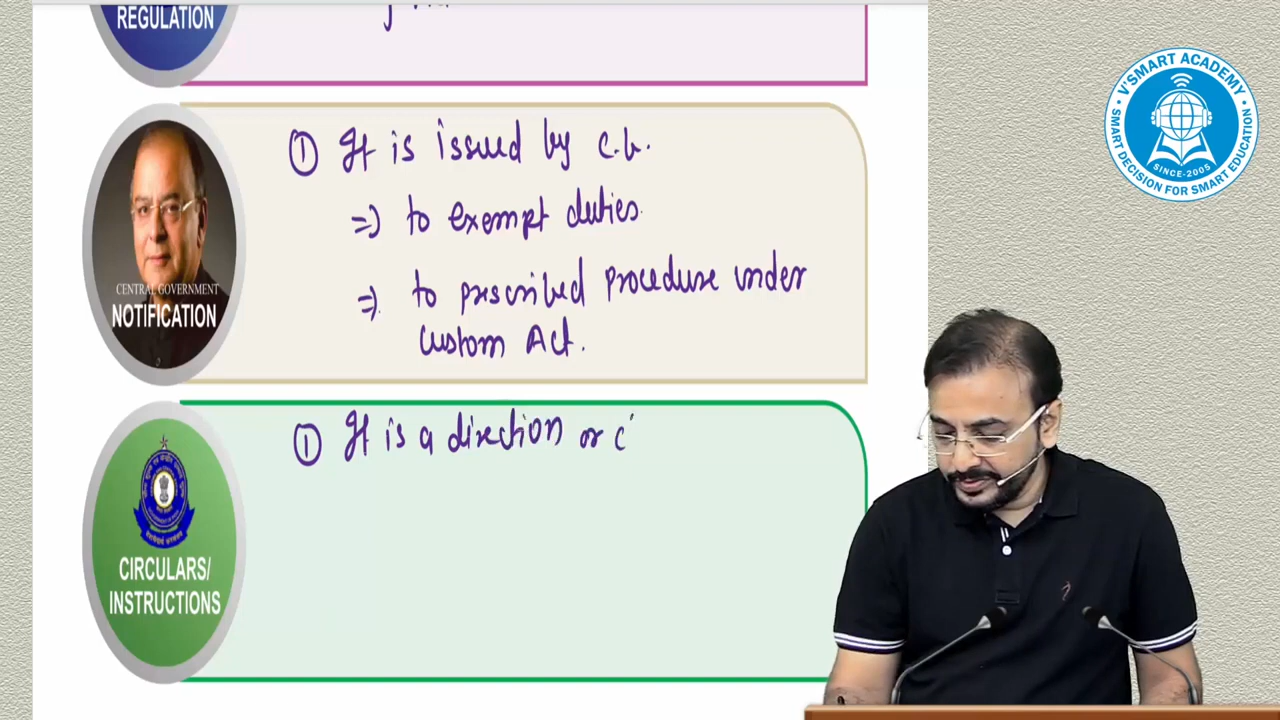 REGULATION
① It is issued by C.G.
=> to exempt duties.
=> to prescribed procedure under
Custom Act.
CENTRAL GOVERNMENT
NOTIFICATION
① It is a direction or c
CIRCULARS/
INSTRUCTIONS
V'SMART ACADEMY
SINCE-2005
SMART DECISION FOR SMART EDUCATION